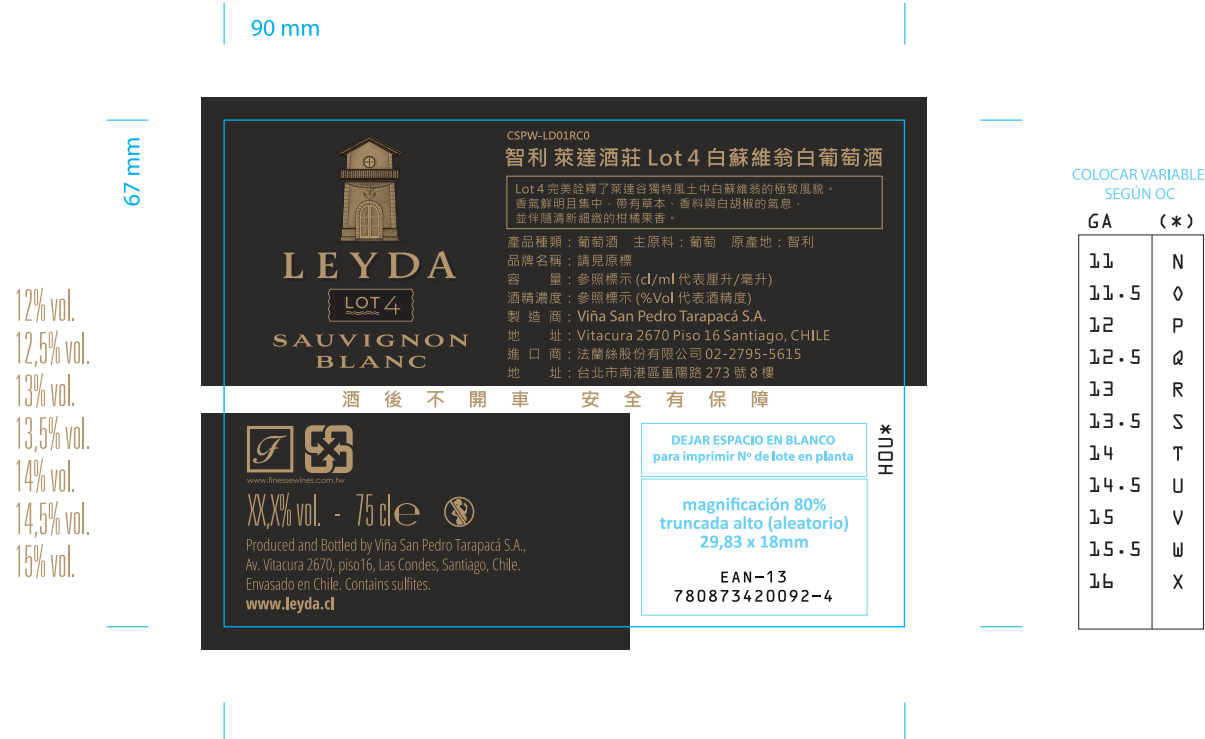 90 mm
67 mm
CSPW-LD01RC0
智利 萊達酒莊 Lot 4 白蘇維翁白葡萄酒
Lot 4 完美詮釋了萊達谷獨特風土中白蘇維翁的極致風貌。
香氣鮮明且集中，帶有草本、香料與白胡椒的氣息，
並伴隨清新細緻的柑橘果香。
產品種類：葡萄酒 主原料：葡萄 原產地：智利
品牌名稱：請見原標
容 量：參照標示 (cl/ml 代表厘升/毫升)
酒精濃度：參照標示 (%Vol 代表酒精度)
製 造 商：Viña San Pedro Tarapacá S.A.
地 址：Vitacura 2670 Piso 16 Santiago, CHILE
進 口 商：法蘭絲股份有限公司 02-2795-5615
地 址：台北市南港區重陽路 273 號 8 樓
LEYDA
LOT 4
SAUVIGNON
BLANC
酒後不開車 安全有保障
F
www.finessewines.com.tw
XX,X% vol. - 75 cl e
Produced and Bottled by Viña San Pedro Tarapacá S.A.,
Av. Vitacura 2670, piso16, Las Condes, Santiago, Chile.
Envasado en Chile. Contains sulfites.
www.leyda.cl
DEJAR ESPACIO EN BLANCO
para imprimir Nº de lote en planta
magnificación 80%
truncada alto (aleatorio)
29,83 x 18mm
EAN-13
780873420092-4
HOU*
12% vol.
12,5% vol.
13% vol.
13,5% vol.
14% vol.
14,5% vol.
15% vol.
COLOCAR VARIABLE
SEGÚN OC
GA (*)
11 N
11.5 O
12 P
12.5 Q
13 R
13.5 S
14 T
14.5 U
15 V
15.5 W
16 X